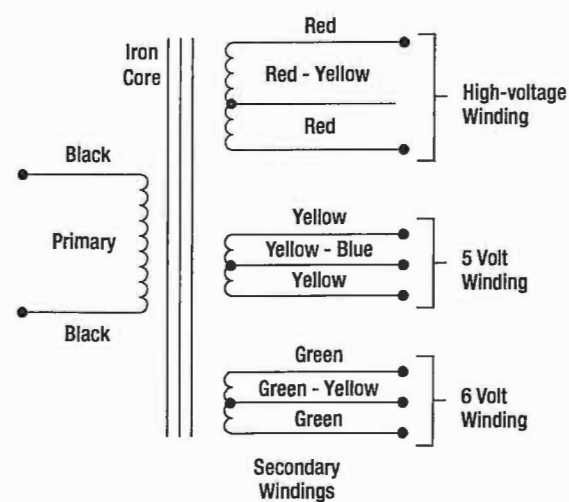 Red
Iron
Core
Red - Yellow
High-voltage
Winding
Red
Black
Primary
Black
Yellow
Yellow - Blue
Yellow
5 Volt
Winding
Green
Green - Yellow
Green
6 Volt
Winding
Secondary
Windings